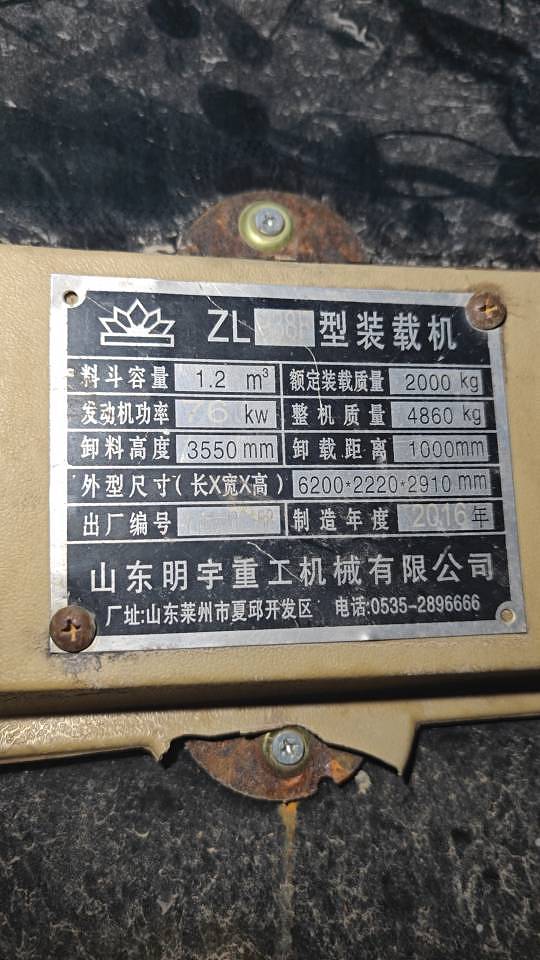 ZL 38 型装载机
料斗容量 1.2 m³ 额定装载质量 2000 kg
发动机功率 76 kw 整机质量 4860 kg
卸料高度 3550 mm 卸载距离 1000mm
外型尺寸(长X宽X高) 6200*2220*2910 mm
出厂编号 制造年度 2016 年
山东明宇重工机械有限公司
厂址:山东莱州市夏邱开发区 电话:0535-2896666